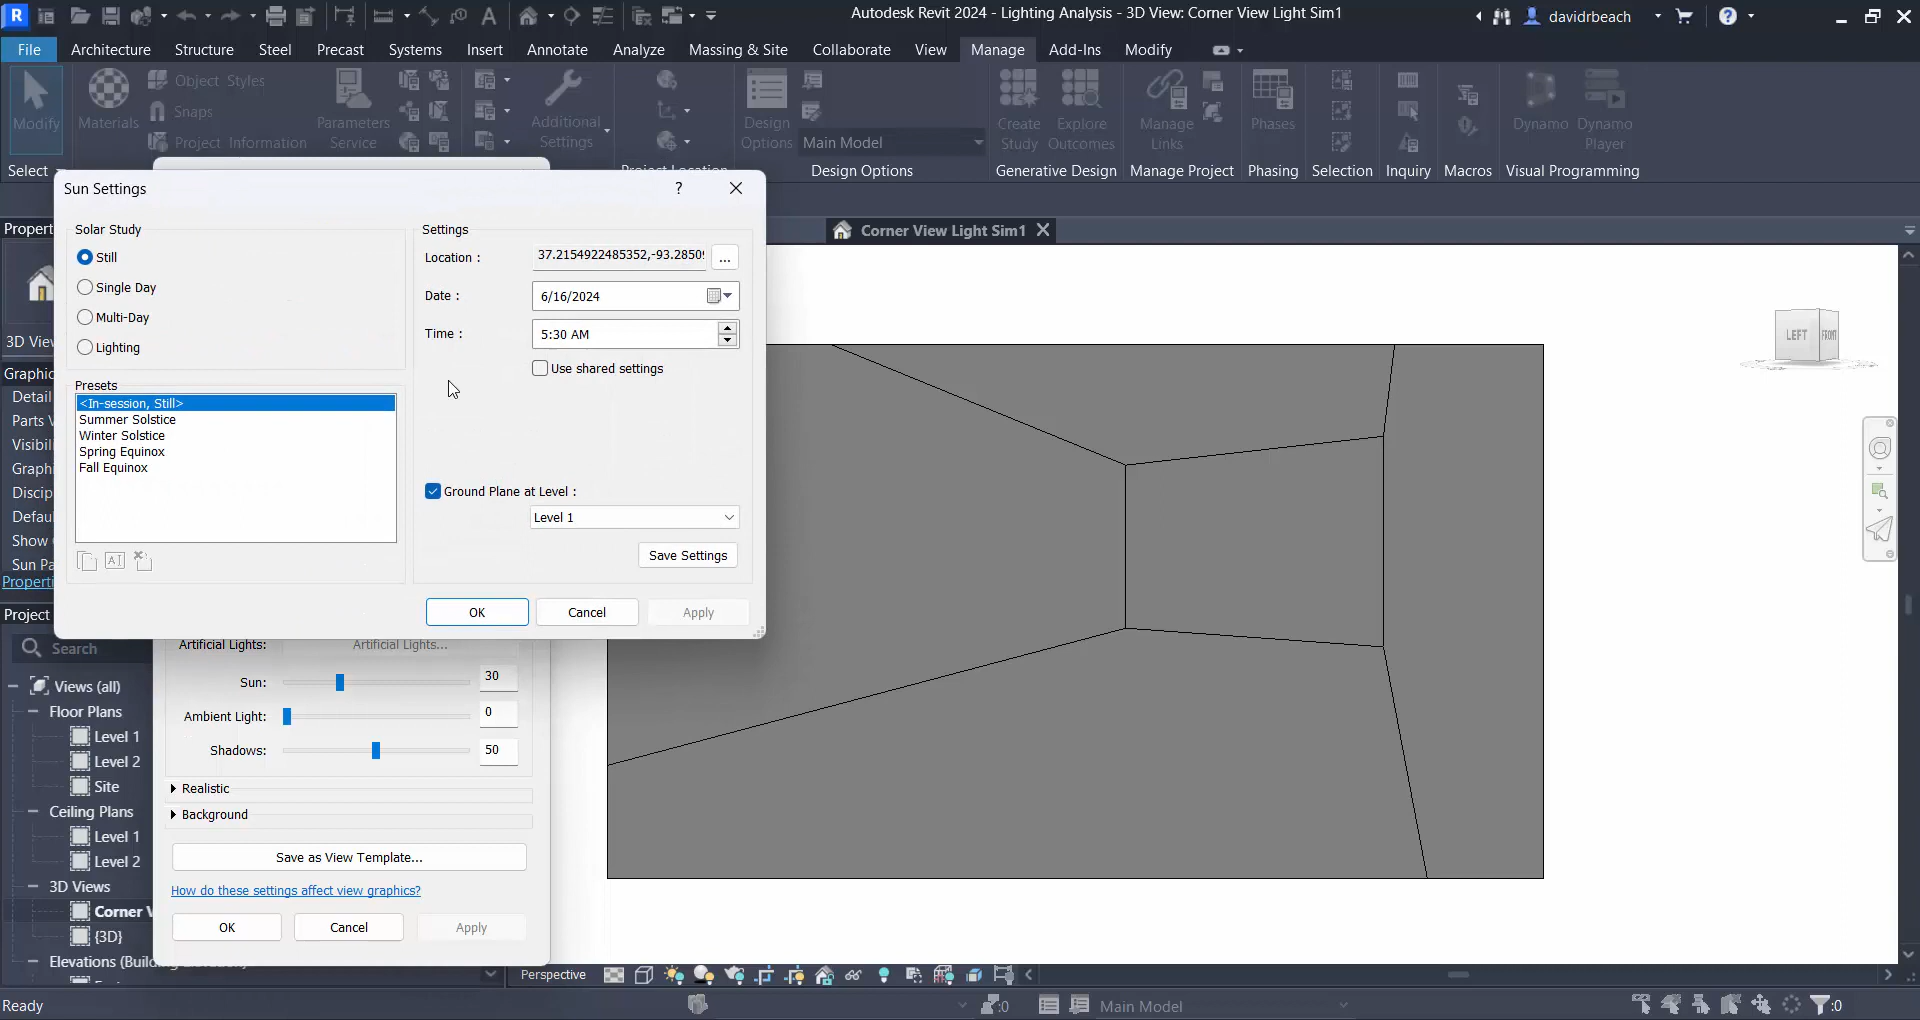 Autodesk Revit 2024 - Lighting Analysis - 3D View: Corner View Light Sim1
davidrbeach
File Architecture Structure Steel Precast Systems Insert Annotate Analyze Massing & Site Collaborate View Manage Add-Ins Modify
Modify
Materials
Object Styles
Snaps
Project Information
Parameters
Service
Additional
Settings
Design
Options
Main Model
Create
Study
Explore
Outcomes
Manage
Links
Phases
Dynamo
Dynamo
Player
Select
Project Location
Design Options
Generative Design
Manage Project
Phasing
Selection
Inquiry
Macros
Visual Programming
Sun Settings
?
Solar Study
Still
Single Day
Multi-Day
Lighting
Presets
<In-session, Still>
Summer Solstice
Winter Solstice
Spring Equinox
Fall Equinox
Settings
Location :
37.2154922485352,-93.2850
...
Date :
6/16/2024
Time :
5:30 AM
Use shared settings
Ground Plane at Level :
Level 1
Save Settings
OK
Cancel
Apply
Corner View Light Sim1
LEFT
FRONT
Propert
3D View
Graphic
Detail
Parts V
Visibili
Graphi
Discip
Defau
Show
Sun Pa
Properti
Project
Search
Views (all)
Floor Plans
Level 1
Level 2
Site
Ceiling Plans
Level 1
Level 2
3D Views
Corner V
{3D}
Elevations (Building Elevation)
Artificial Lights:
Artificial Lights...
Sun:
30
Ambient Light:
0
Shadows:
50
Realistic
Background
Save as View Template...
How do these settings affect view graphics?
OK
Cancel
Apply
Perspective
Ready
:0
Main Model
:0